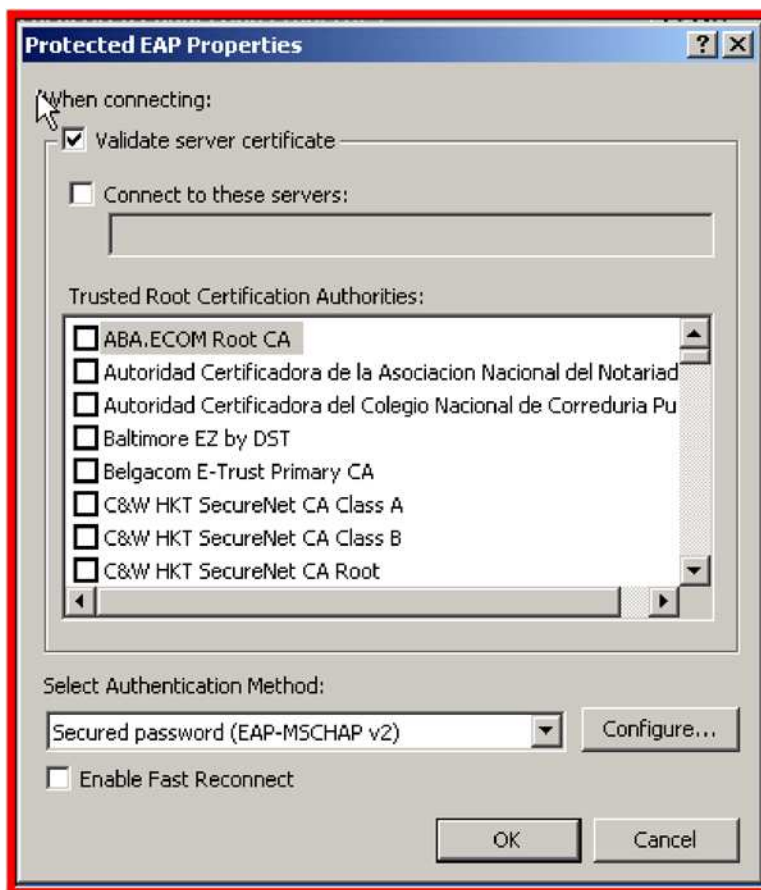 Protected EAP Properties
When connecting:
Validate server certificate
Connect to these servers:
Trusted Root Certification Authorities:
ABA.ECOM Root CA
Autoridad Certificadora de la Asociacion Nacional del Notariad
Autoridad Certificadora del Colegio Nacional de Correduria Pu
Baltimore EZ by DST
Belgacom E-Trust Primary CA
C&W HKT SecureNet CA Class A
C&W HKT SecureNet CA Class B
C&W HKT SecureNet CA Root
Select Authentication Method:
Secured password (EAP-MSCHAP v2) Configure...
Enable Fast Reconnect
OK Cancel